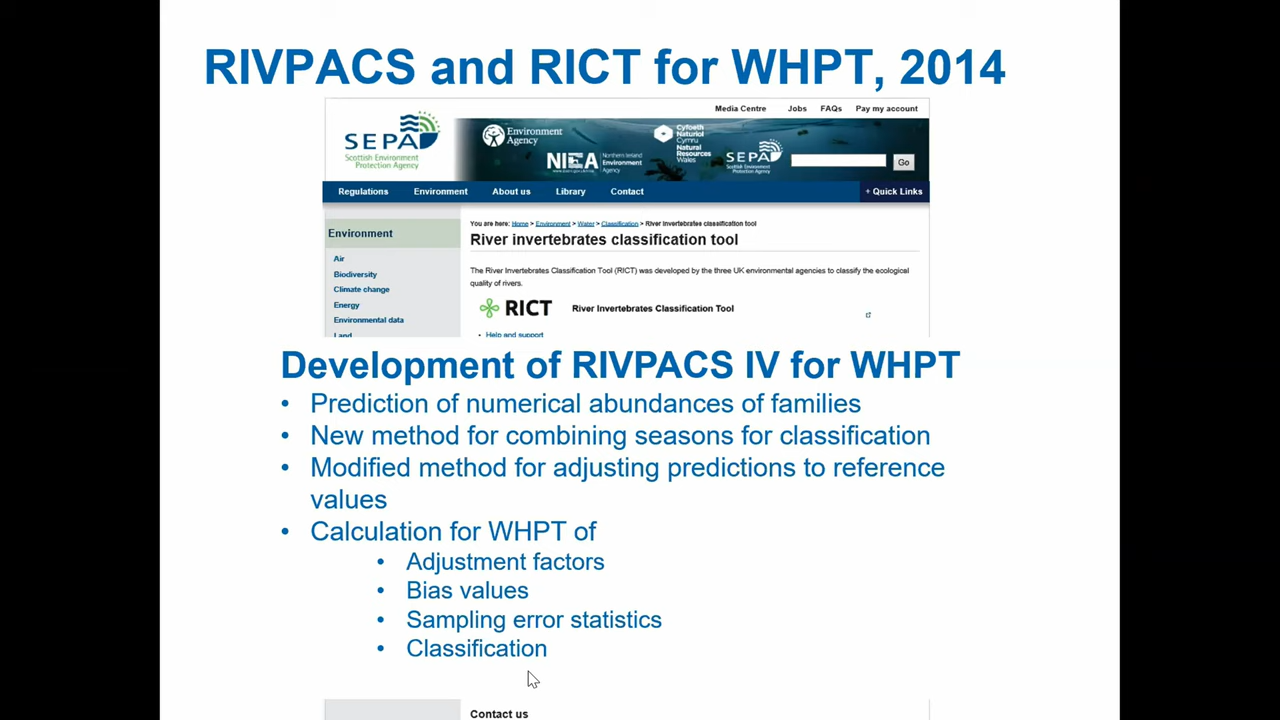 RIVPACS and RICT for WHPT, 2014
Media Centre Jobs FAQs Pay my account
SEPA
Scottish Environment
Protection Agency
Environment
Agency
NIEA
Northern Ireland
Environment
Agency
Cyfoeth
Naturiol
Cymru
Natural
Resources
Wales
SEPA
Go
Regulations Environment About us Library Contact + Quick Links
You are here: Home > Environment > Water > Classification > River invertebrates classification tool
Environment
River invertebrates classification tool
Air
Biodiversity
Climate change
Energy
Environmental data
Land
The River Invertebrates Classification Tool (RICT) was developed by the three UK environmental agencies to classify the ecological
quality of rivers.
RICT River Invertebrates Classification Tool
• Help and support
Development of RIVPACS IV for WHPT
• Prediction of numerical abundances of families
• New method for combining seasons for classification
• Modified method for adjusting predictions to reference
values
• Calculation for WHPT of
• Adjustment factors
• Bias values
• Sampling error statistics
• Classification
Contact us